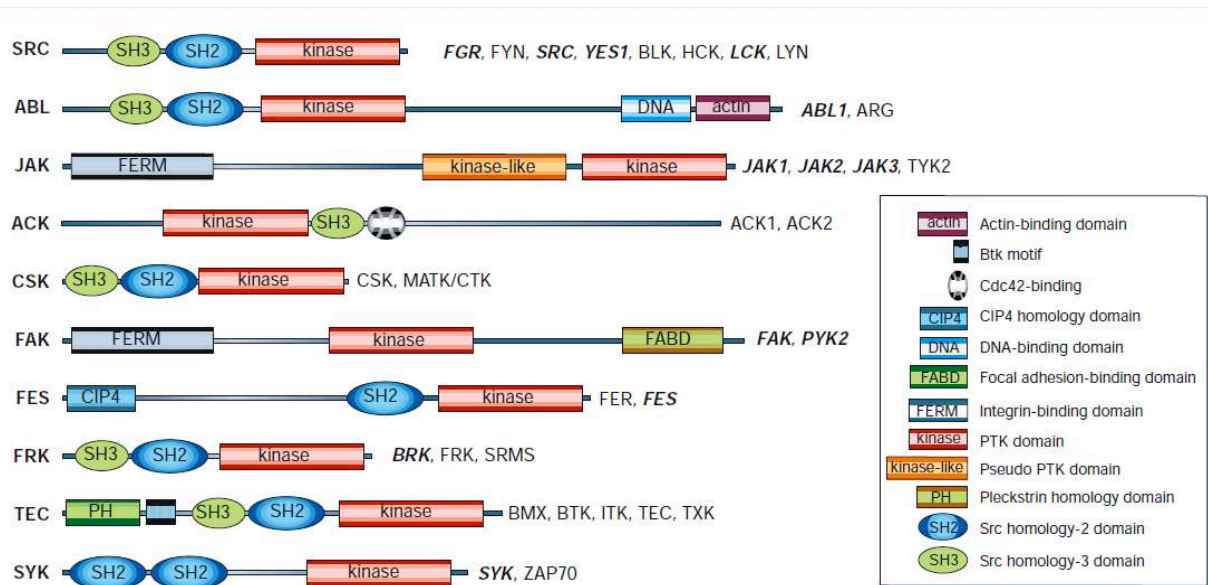 SRC SH3 SH2 kinase FGR, FYN, SRC, YES1, BLK, HCK, LCK, LYN
ABL SH3 SH2 kinase DNA actin ABL1, ARG
JAK FERM kinase-like kinase JAK1, JAK2, JAK3, TYK2
ACK kinase SH3 ACK1, ACK2
CSK SH3 SH2 kinase CSK, MATK/CTK
FAK FERM kinase FABD FAK, PYK2
FES CIP4 SH2 kinase FER, FES
FRK SH3 SH2 kinase BRK, FRK, SRMS
TEC PH SH3 SH2 kinase BMX, BTK, ITK, TEC, TXK
SYK SH2 SH2 kinase SYK, ZAP70
actin Actin-binding domain
Btk motif
Cdc42-binding
CIP4 CIP4 homology domain
DNA DNA-binding domain
FABD Focal adhesion-binding domain
FERM Integrin-binding domain
kinase PTK domain
kinase-like Pseudo PTK domain
PH Pleckstrin homology domain
SH2 Src homology-2 domain
SH3 Src homology-3 domain